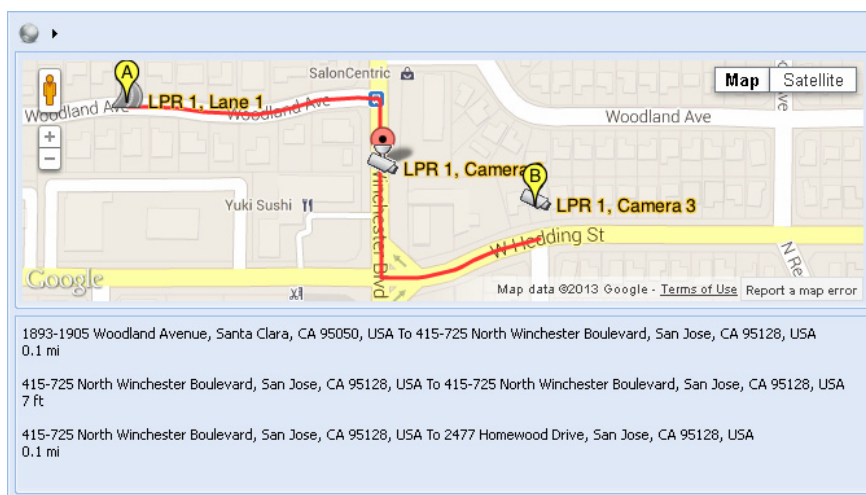 A
SalonCentric
Map
Satellite
LPR 1, Lane 1
Woodland Ave
Woodland Ave
Woodland Ave
LPR 1, Camera
B
Yuki Sushi
LPR 1, Camera 3
Winchester Blvd
W Hedding St
N Re
Google
Map data ©2013 Google - Terms of Use
Report a map error
1893-1905 Woodland Avenue, Santa Clara, CA 95050, USA To 415-725 North Winchester Boulevard, San Jose, CA 95128, USA
0.1 mi
415-725 North Winchester Boulevard, San Jose, CA 95128, USA To 415-725 North Winchester Boulevard, San Jose, CA 95128, USA
7 ft
415-725 North Winchester Boulevard, San Jose, CA 95128, USA To 2477 Homewood Drive, San Jose, CA 95128, USA
0.1 mi